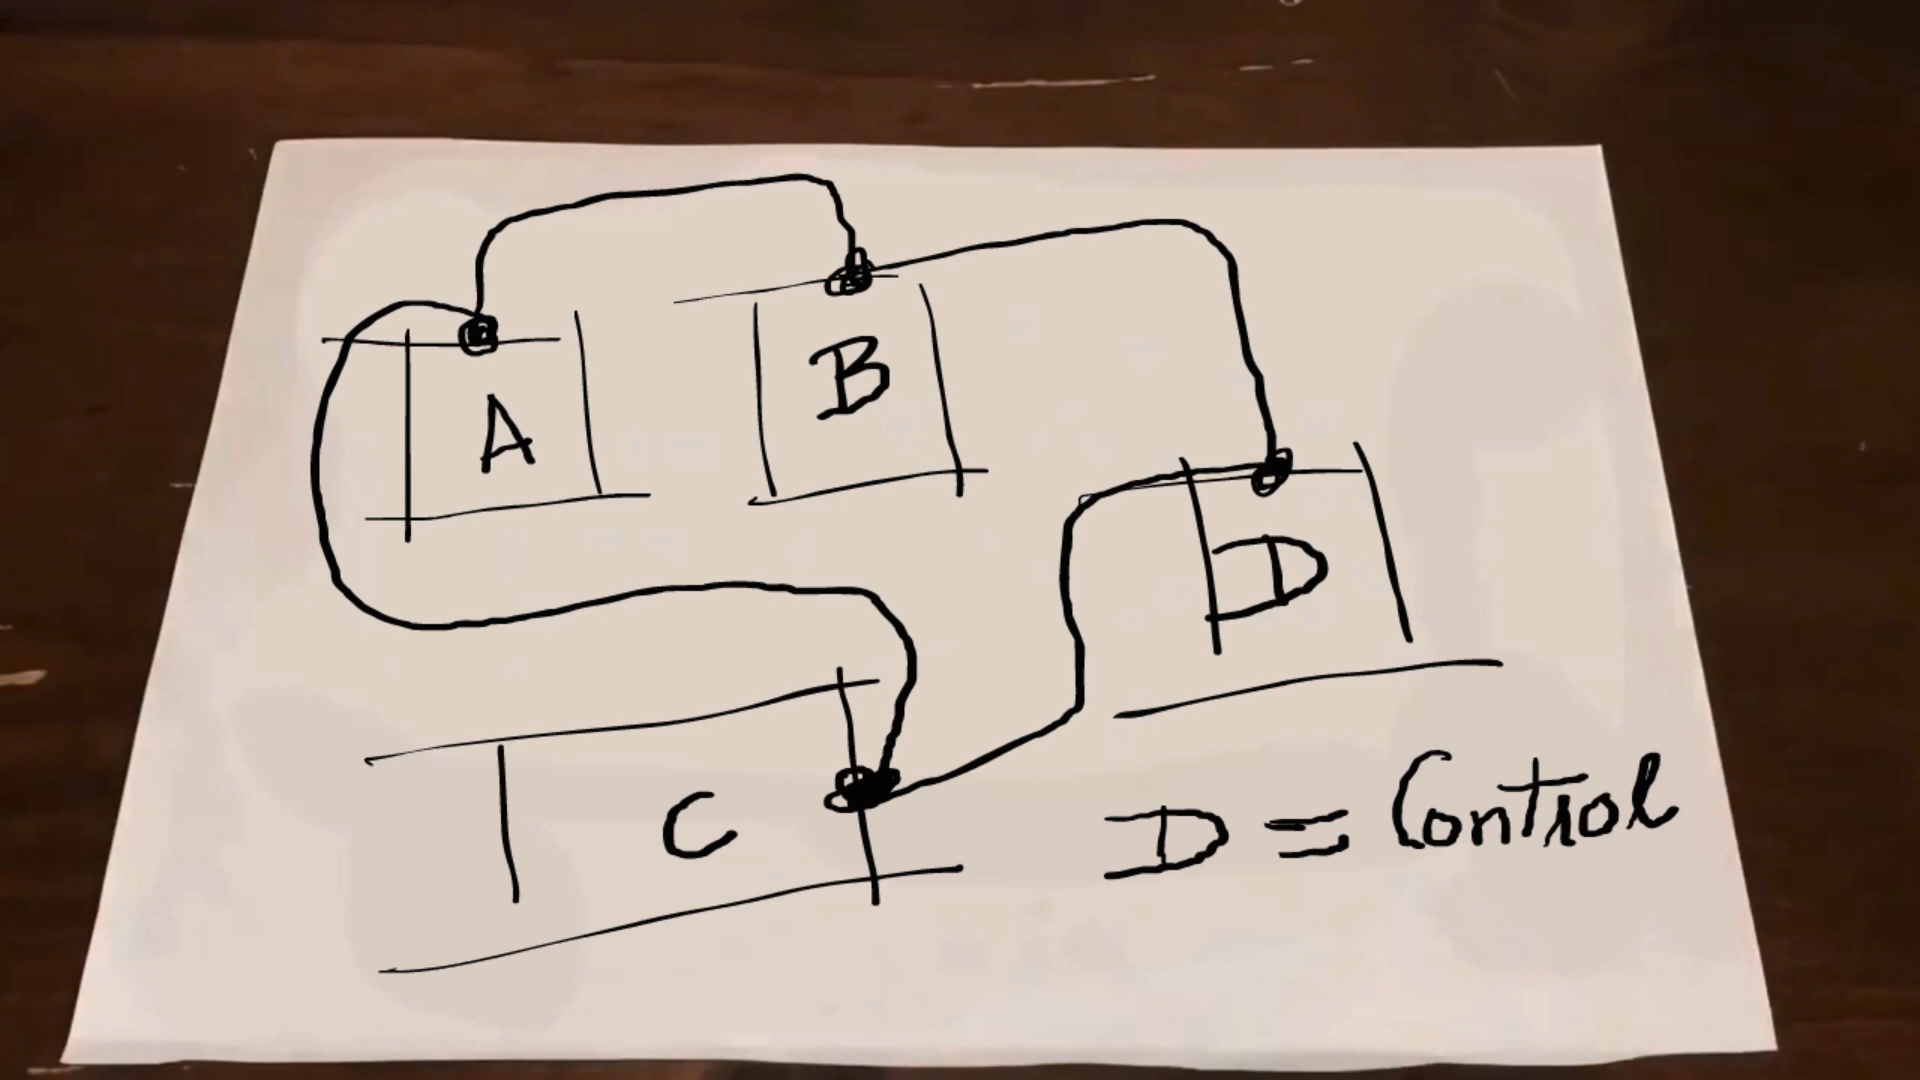 A
B
D
C
D = Control